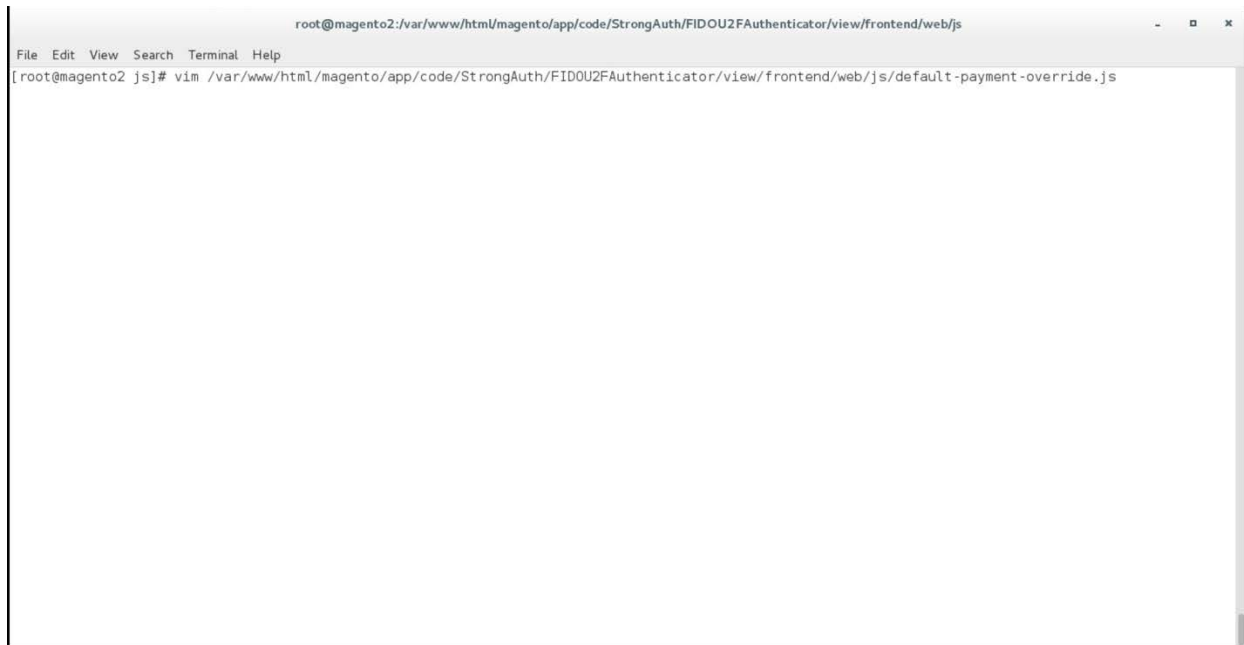 root@magento2:/var/www/html/magento/app/code/StrongAuth/FIDOU2FAuthenticator/view/frontend/web/js
File Edit View Search Terminal Help
[root@magento2 js]# vim /var/www/html/magento/app/code/StrongAuth/FIDOU2FAuthenticator/view/frontend/web/js/default-payment-override.js